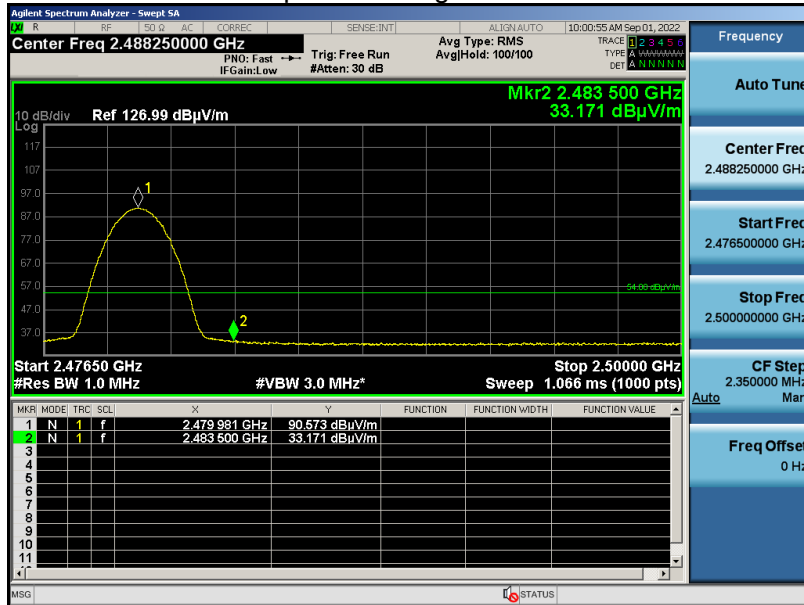 Agilent Spectrum Analyzer - Swept SA
LXI R RF 50 Ω AC CORREC SENSE:INT ALIGN AUTO 10:00:55 AM Sep 01, 2022
Center Freq 2.488250000 GHz
PNO: Fast
IFGain:Low
Trig: Free Run
#Atten: 30 dB
Avg Type: RMS
Avg|Hold: 100/100
TRACE 1 2 3 4 5 6
TYPE A WWWWW
DET A N N N N N
Mkr2 2.483 500 GHz
33.171 dBµV/m
10 dB/div Ref 126.99 dBµV/m
Log
117
107
97.0
87.0
77.0
67.0
57.0
47.0
37.0
1
2
54.00 dBµV/m
Start 2.47650 GHz
Stop 2.50000 GHz
#Res BW 1.0 MHz #VBW 3.0 MHz* Sweep 1.066 ms (1000 pts)
MKR MODE TRC SCL X Y FUNCTION FUNCTION WIDTH FUNCTION VALUE
1 N 1 f 2.479 981 GHz 90.573 dBµV/m
2 N 1 f 2.483 500 GHz 33.171 dBµV/m
3
4
5
6
7
8
9
10
11
MSG STATUS
Frequency
Auto Tune
Center Freq
2.488250000 GHz
Start Freq
2.476500000 GHz
Stop Freq
2.500000000 GHz
CF Step
2.350000 MHz
Auto Man
Freq Offset
0 Hz